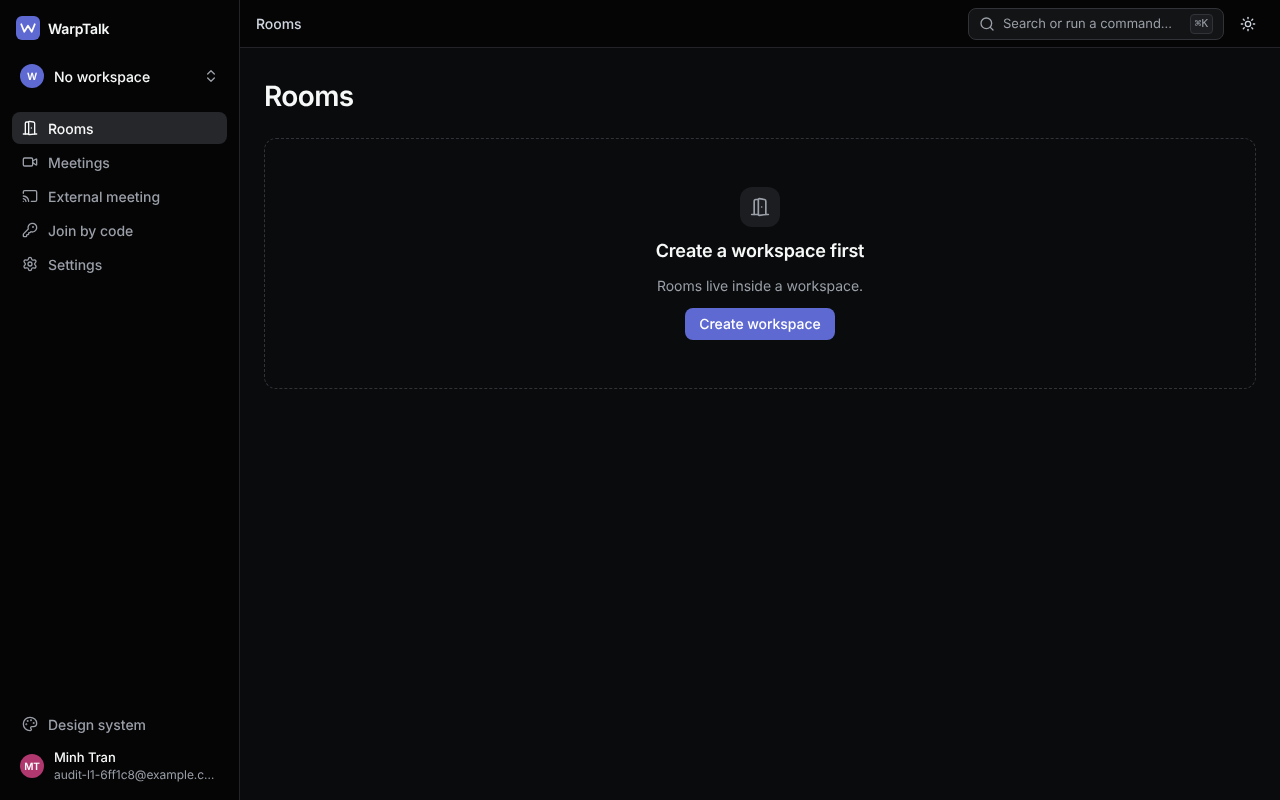 WarpTalk
Rooms
Search or run a command...
⌘K
W
No workspace
Rooms
Meetings
External meeting
Join by code
Settings
Rooms
Create a workspace first
Rooms live inside a workspace.
Create workspace
Design system
MT
Minh Tran
audit-l1-6ff1c8@example.c...